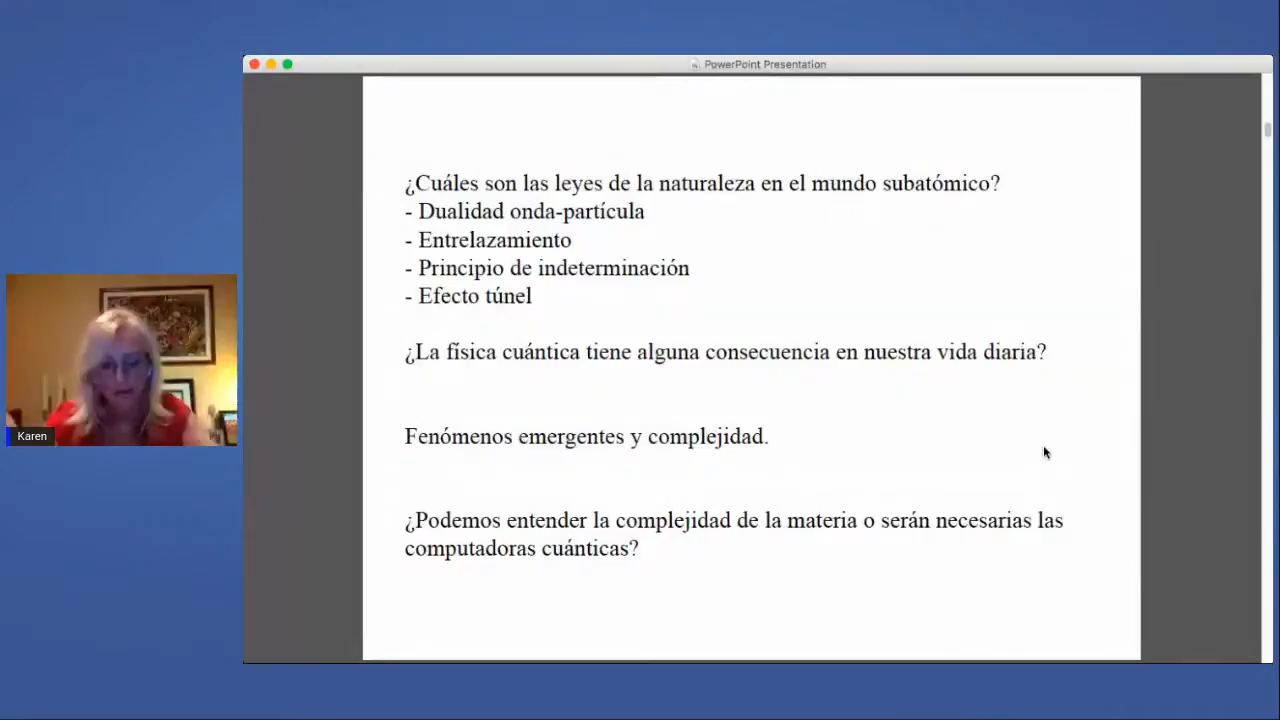 PowerPoint Presentation
¿Cuáles son las leyes de la naturaleza en el mundo subatómico?
- Dualidad onda-partícula
- Entrelazamiento
- Principio de indeterminación
- Efecto túnel
¿La física cuántica tiene alguna consecuencia en nuestra vida diaria?
Fenómenos emergentes y complejidad.
¿Podemos entender la complejidad de la materia o serán necesarias las
computadoras cuánticas?
Karen